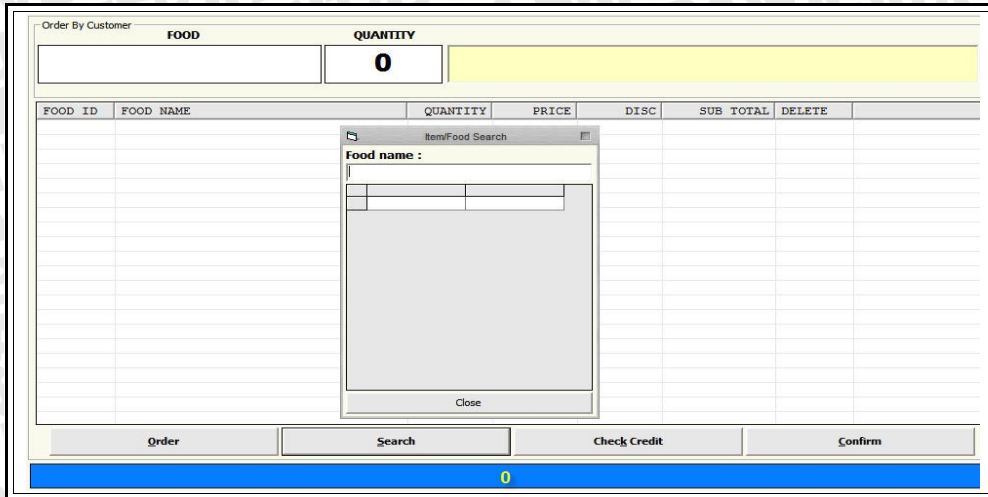 Order By Customer
FOOD QUANTITY
0
FOOD ID FOOD NAME QUANTITY PRICE DISC SUB TOTAL DELETE
Item/Food Search
Food name :
Close
Order Search Check Credit Confirm
0